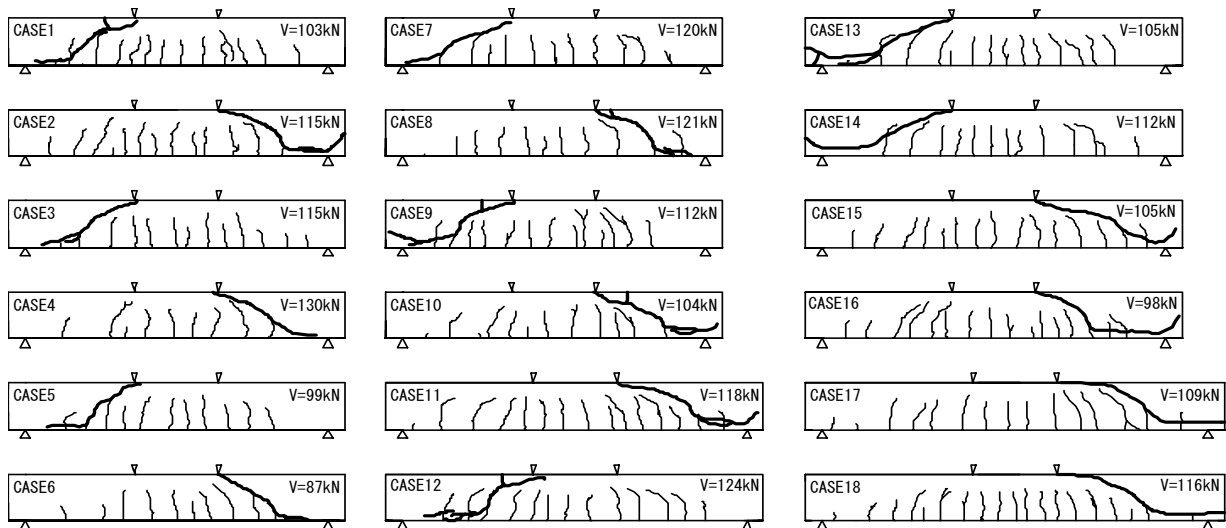 CASE1 V=103kN
CASE7 V=120kN
CASE13 V=105kN
CASE2 V=115kN
CASE8 V=121kN
CASE14 V=112kN
CASE3 V=115kN
CASE9 V=112kN
CASE15 V=105kN
CASE4 V=130kN
CASE10 V=104kN
CASE16 V=98kN
CASE5 V=99kN
CASE11 V=118kN
CASE17 V=109kN
CASE6 V=87kN
CASE12 V=124kN
CASE18 V=116kN